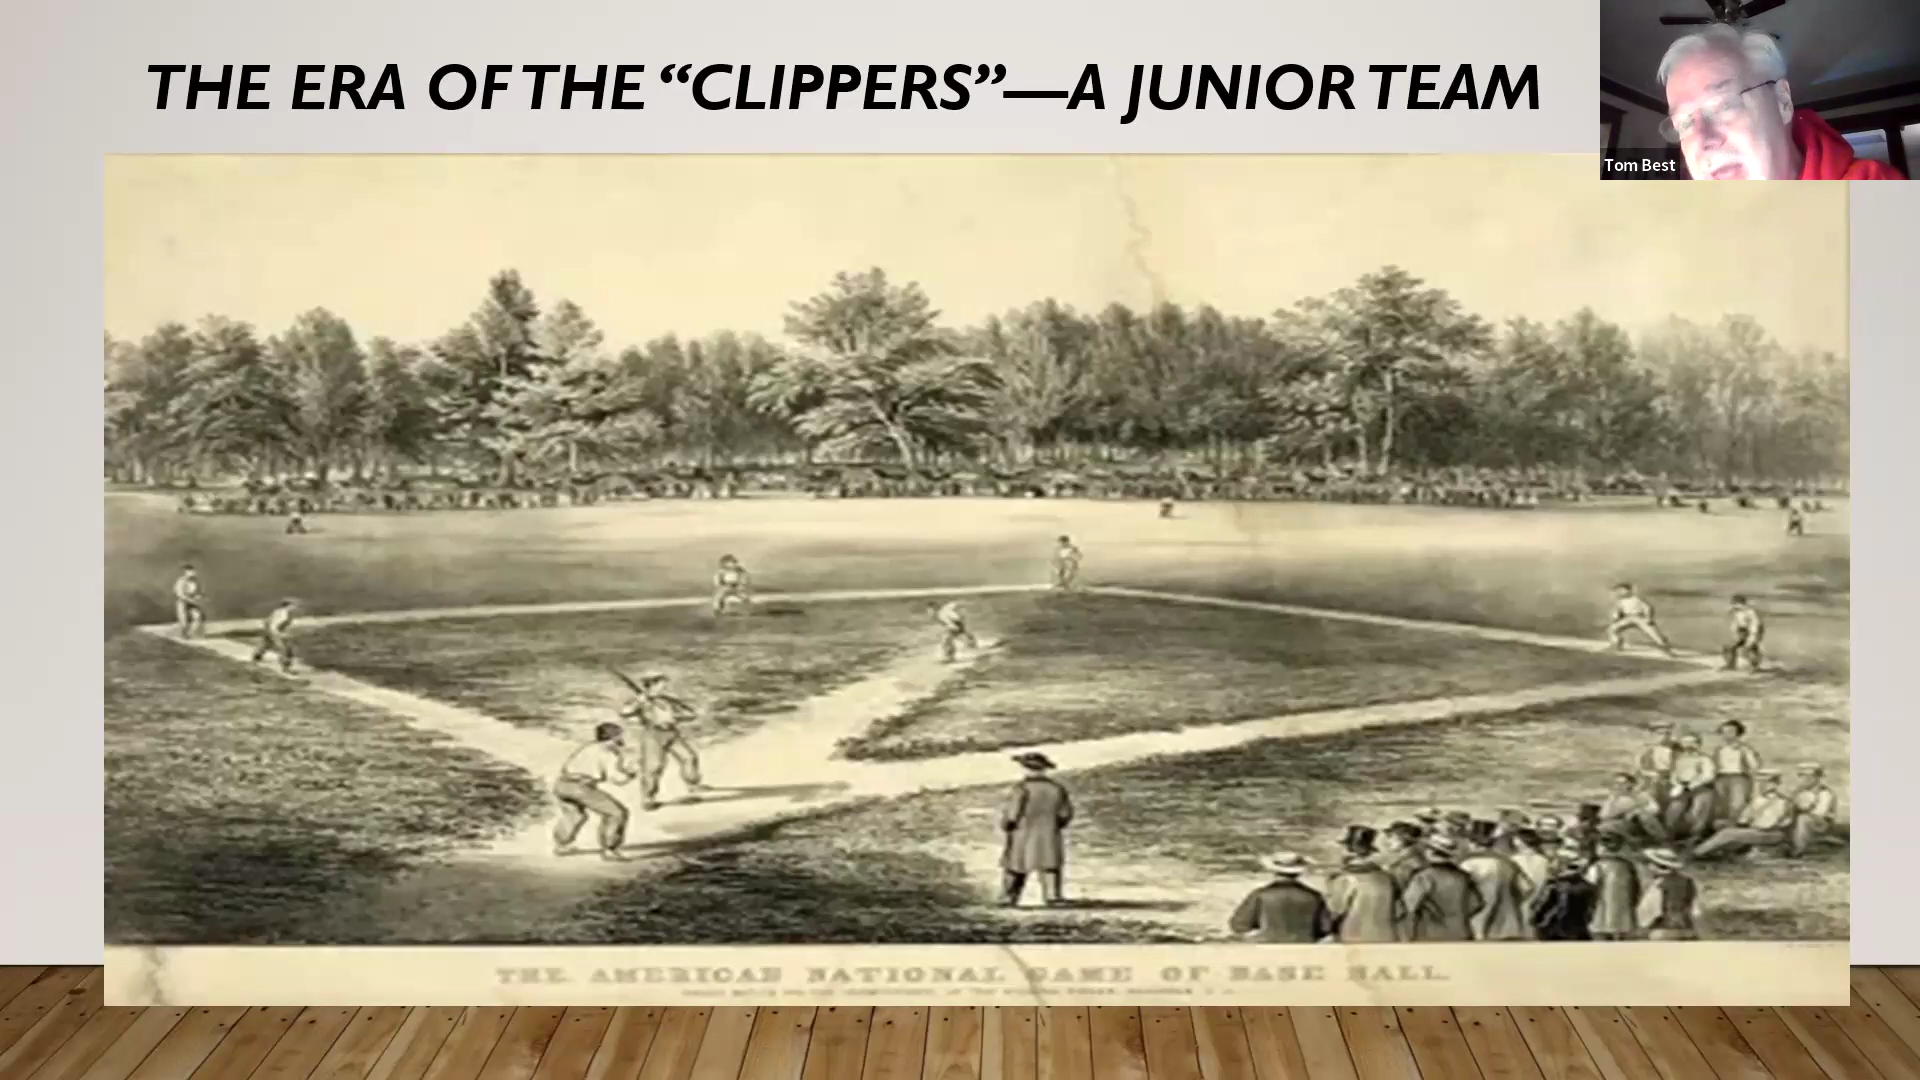 THE ERA OF THE “CLIPPERS”—A JUNIOR TEAM
Tom Best
THE AMERICAN NATIONAL GAME OF BASE BALL.